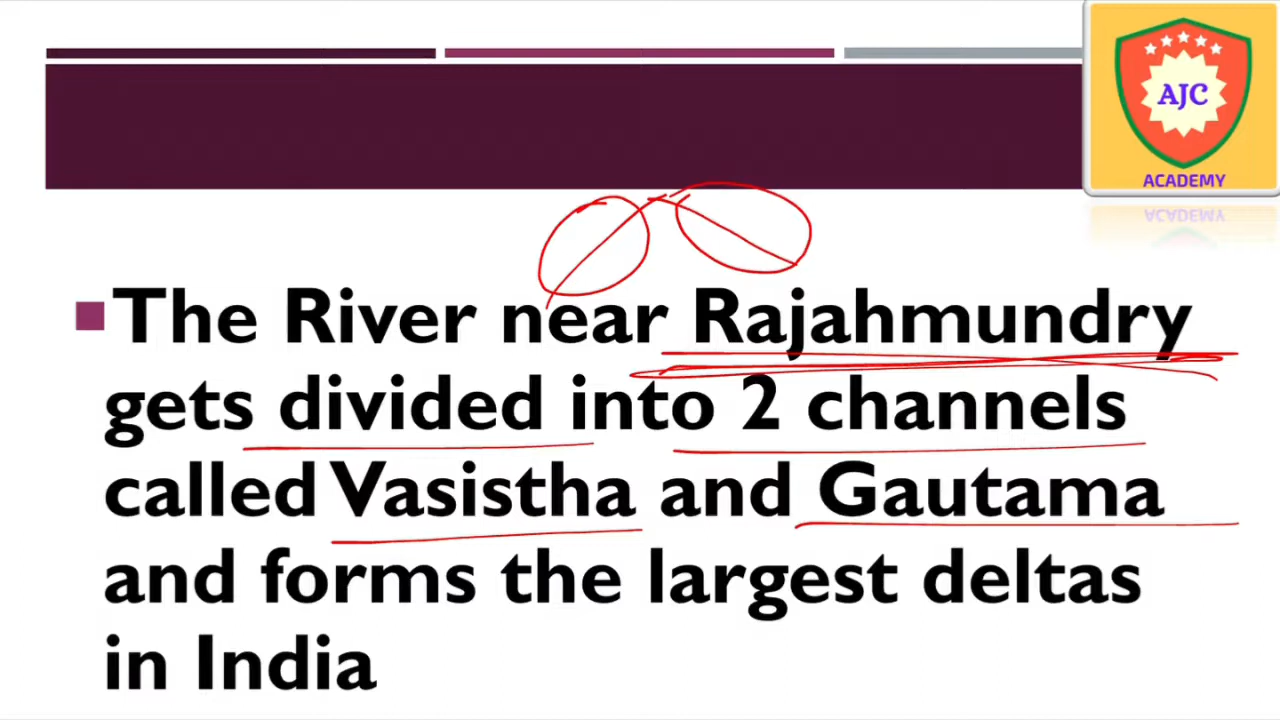 AJC
ACADEMY
The River near Rajahmundry
gets divided into 2 channels
called Vasistha and Gautama
and forms the largest deltas
in India